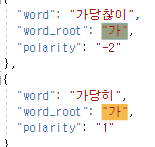 {
"word": "가당찮이",
"word_root": "가",
"polarity": "-2"
},
{
"word": "가당히",
"word_root": "가",
"polarity": "1"
},